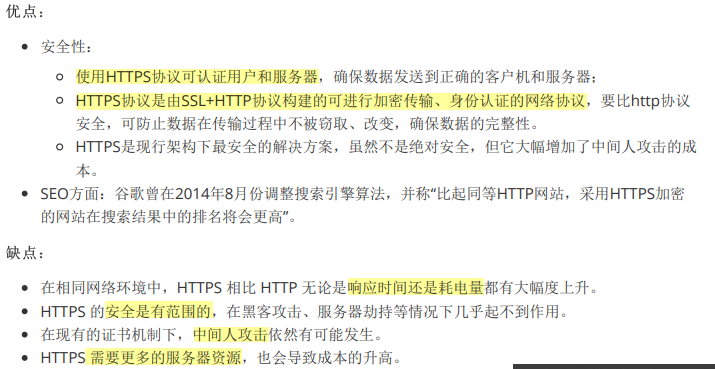 优点：
安全性：
使用HTTPS协议可认证用户和服务器，确保数据发送到正确的客户机和服务器；
HTTPS协议是由SSL+HTTP协议构建的可进行加密传输、身份认证的网络协议，要比http协议
安全，可防止数据在传输过程中不被窃取、改变，确保数据的完整性。
HTTPS是现行架构下最安全的解决方案，虽然不是绝对安全，但它大幅增加了中间人攻击的成
本。
SEO方面：谷歌曾在2014年8月份调整搜索引擎算法，并称“比起同等HTTP网站，采用HTTPS加密
的网站在搜索结果中的排名将会更高”。
缺点：
在相同网络环境中，HTTPS 相比 HTTP 无论是响应时间还是耗电量都有大幅度上升。
HTTPS 的安全是有范围的，在黑客攻击、服务器劫持等情况下几乎起不到作用。
在现有的证书机制下，中间人攻击依然有可能发生。
HTTPS 需要更多的服务器资源，也会导致成本的升高。